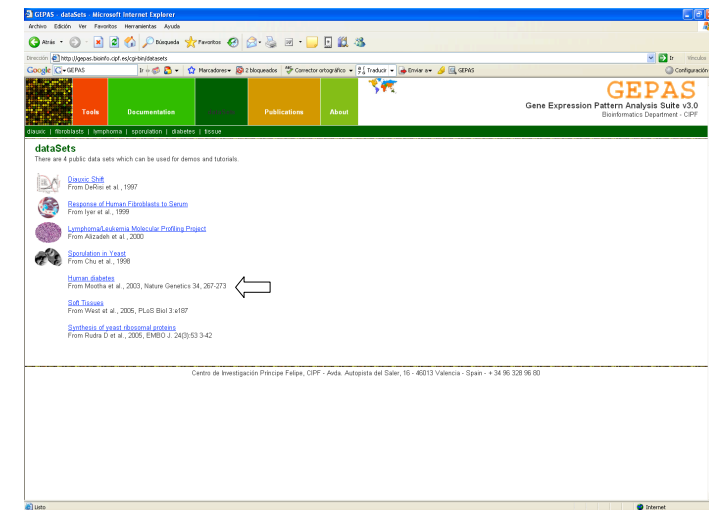 GEPAS - dataSets - Microsoft Internet Explorer
Archivo Edición Ver Favoritos Herramientas Ayuda
Atrás Búsqueda Favoritos
Dirección http://gepas.bioinfo.cipf.es/cgi-bin/datasets Ir Vínculos
Google GEPAS Ir Marcadores 2 bloqueados Corrector ortográfico Traducir Enviar a GEPAS Configuración
GEPAS
Tools Documentation Publications About
Gene Expression Pattern Analysis Suite v3.0
Bioinformatics Department - CIPF
diauxic | fibroblasts | lymphoma | sporulation | diabetes | tissue
dataSets
There are 4 public data sets which can be used for demos and tutorials.
Diauxic Shift
From DeRisi et al., 1997
Response of Human Fibroblasts to Serum
From Iyer et al., 1999
Lymphoma/Leukemia Molecular Profiling Project
From Alizadeh et al., 2000
Sporulation in Yeast
From Chu et al., 1998
Human diabetes
From Mootha et al., 2003, Nature Genetics 34, 267-273
Soft Tissues
From West et al., 2005, PLoS Biol 3:e187
Synthesis of yeast ribosomal proteins
From Rudra D et al., 2005, EMBO J. 24(3):53 3-42
Centro de Investigación Príncipe Felipe, CIPF - Avda. Autopista del Saler, 16 - 46013 Valencia - Spain - + 34 96 328 96 80
Listo Internet